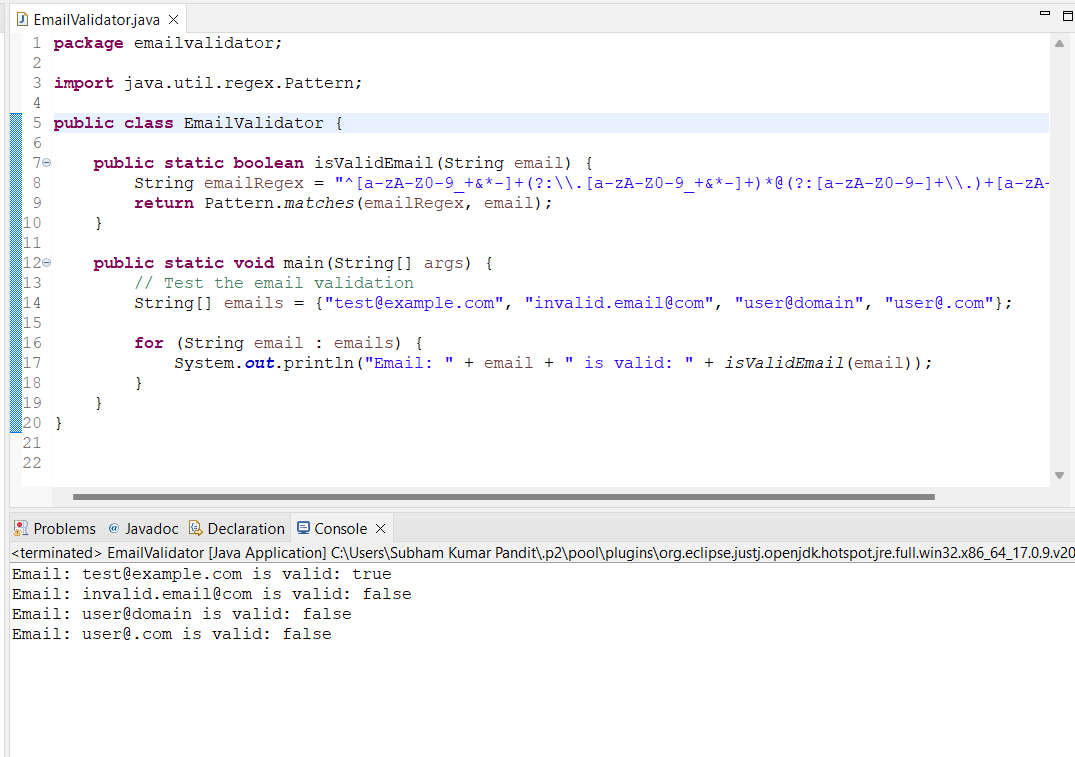 EmailValidator.java
1 package emailvalidator;
2
3 import java.util.regex.Pattern;
4
5 public class EmailValidator {
6
7     public static boolean isValidEmail(String email) {
8         String emailRegex = "^[a-zA-Z0-9_+&*-]+(?:\\.[a-zA-Z0-9_+&*-]+)*@(?:[a-zA-Z0-9-]+\\.)+[a-zA-
9         return Pattern.matches(emailRegex, email);
10     }
11
12     public static void main(String[] args) {
13         // Test the email validation
14         String[] emails = {"test@example.com", "invalid.email@com", "user@domain", "user@.com"};
15
16         for (String email : emails) {
17             System.out.println("Email: " + email + " is valid: " + isValidEmail(email));
18         }
19     }
20 }
21
22
Problems @ Javadoc Declaration Console
<terminated> EmailValidator [Java Application] C:\Users\Subham Kumar Pandit\.p2\pool\plugins\org.eclipse.justj.openjdk.hotspot.jre.full.win32.x86_64_17.0.9.v20
Email: test@example.com is valid: true
Email: invalid.email@com is valid: false
Email: user@domain is valid: false
Email: user@.com is valid: false